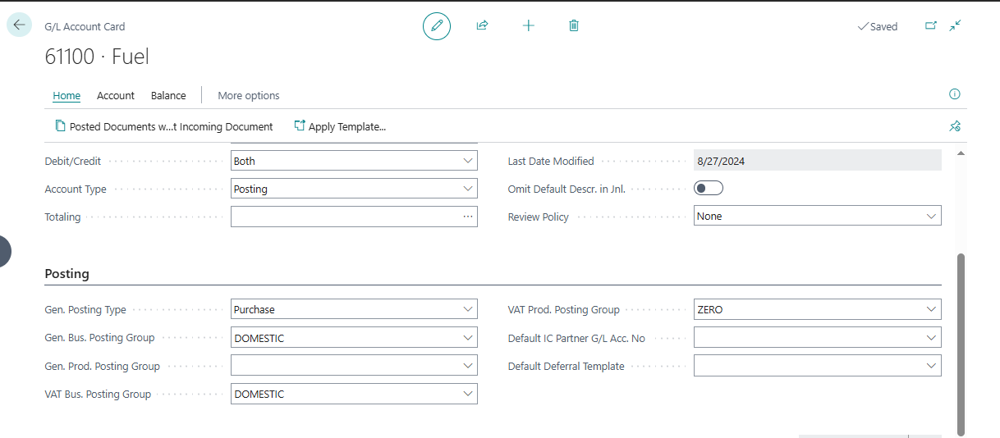 G/L Account Card
Saved
61100 · Fuel
Home Account Balance More options
Posted Documents w...t Incoming Document Apply Template...
Debit/Credit Both Last Date Modified 8/27/2024
Account Type Posting Omit Default Descr. in Jnl.
Totaling ... Review Policy None
Posting
Gen. Posting Type Purchase VAT Prod. Posting Group ZERO
Gen. Bus. Posting Group DOMESTIC Default IC Partner G/L Acc. No
Gen. Prod. Posting Group Default Deferral Template
VAT Bus. Posting Group DOMESTIC